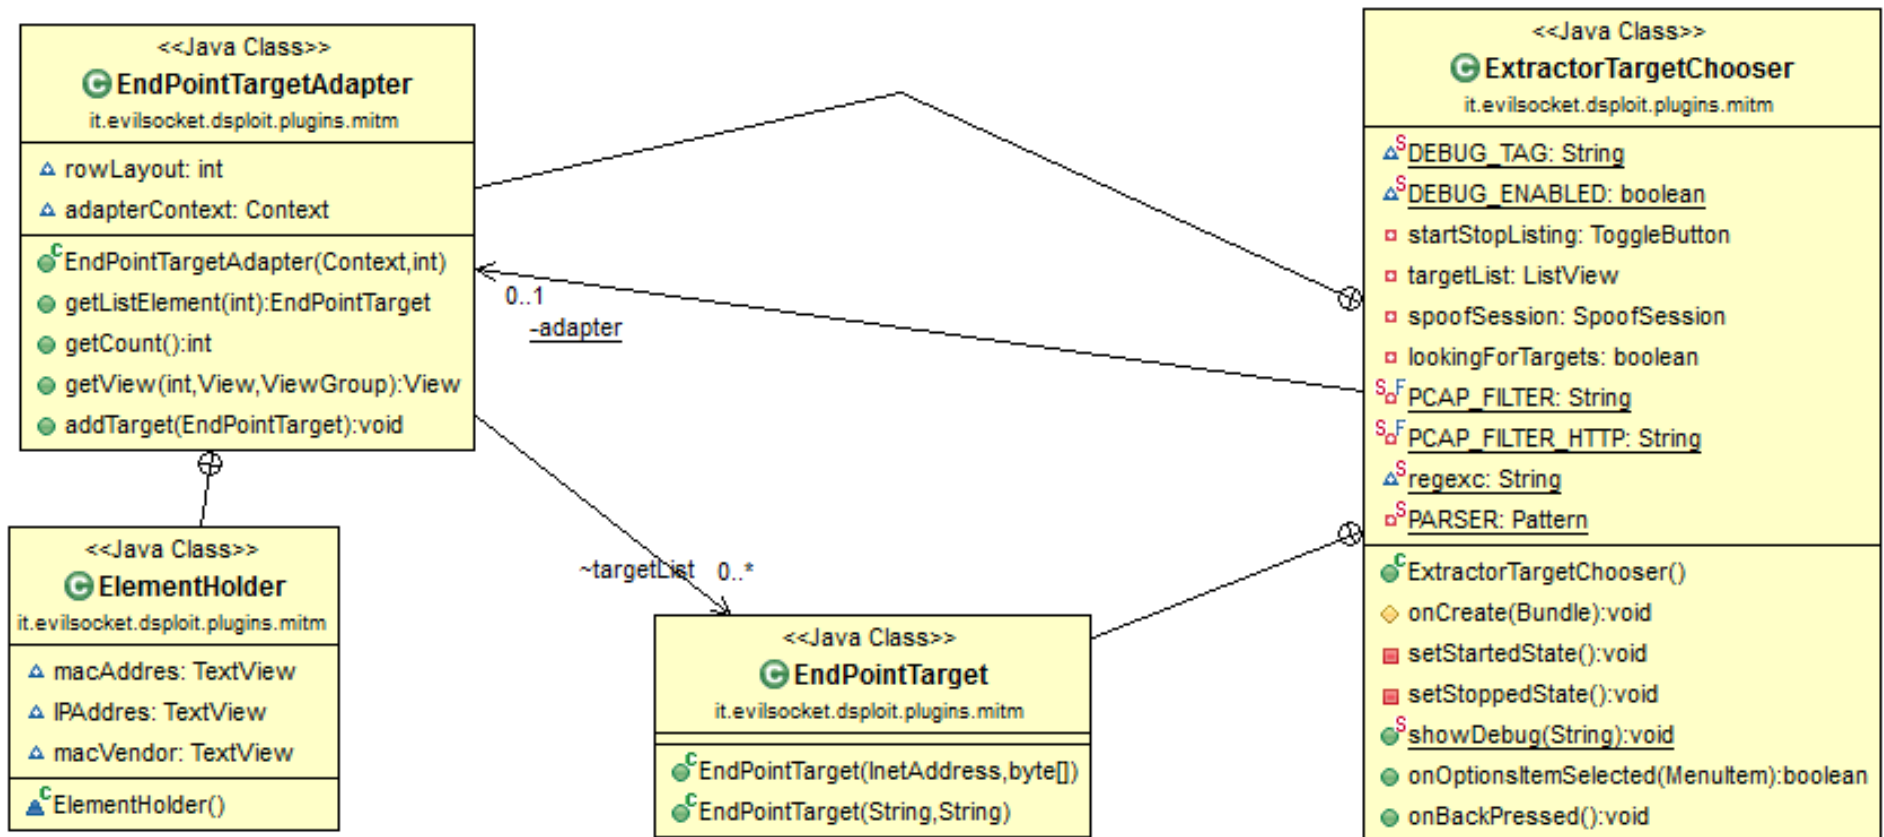 <<Java Class>>
EndPointTargetAdapter
it.evilsocket.dsploit.plugins.mitm
rowLayout: int
adapterContext: Context
EndPointTargetAdapter(Context,int)
getListElement(int):EndPointTarget
getCount():int
getView(int,View,ViewGroup):View
addTarget(EndPointTarget):void
0..1
-adapter
~targetList 0..*
<<Java Class>>
ElementHolder
it.evilsocket.dsploit.plugins.mitm
macAddres: TextView
IPAddres: TextView
macVendor: TextView
ElementHolder()
<<Java Class>>
EndPointTarget
it.evilsocket.dsploit.plugins.mitm
EndPointTarget(InetAddress,byte[])
EndPointTarget(String,String)
<<Java Class>>
ExtractorTargetChooser
it.evilsocket.dsploit.plugins.mitm
DEBUG_TAG: String
DEBUG_ENABLED: boolean
startStopListing: ToggleButton
targetList: ListView
spoofSession: SpoofSession
lookingForTargets: boolean
PCAP_FILTER: String
PCAP_FILTER_HTTP: String
regexc: String
PARSER: Pattern
ExtractorTargetChooser()
onCreate(Bundle):void
setStartedState():void
setStoppedState():void
showDebug(String):void
onOptionsItemSelected(MenuItem):boolean
onBackPressed():void